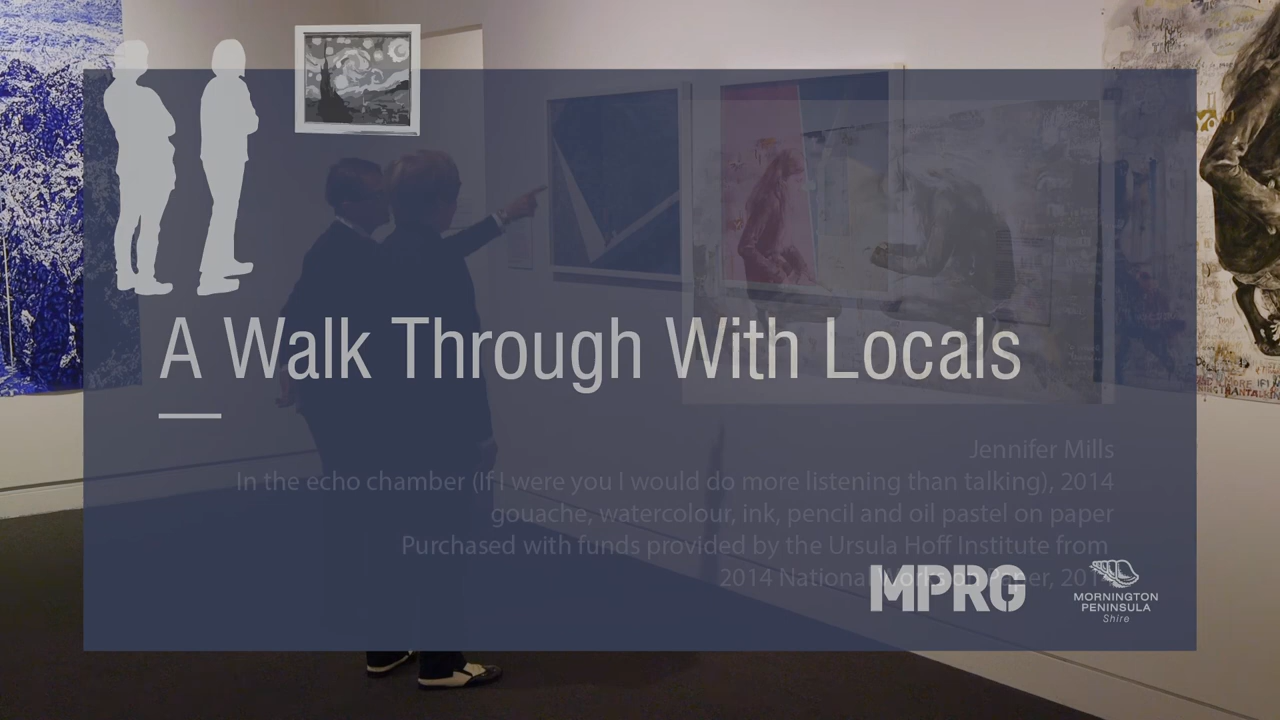 A Walk Through With Locals
Jennifer Mills
In the echo chamber (If I were you I would do more listening than talking), 2014
gouache, watercolour, ink, pencil and oil pastel on paper
Purchased with funds provided by the Ursula Hoff Institute from
2014 National Works on
MPRG
MORNINGTON
PENINSULA
Shire